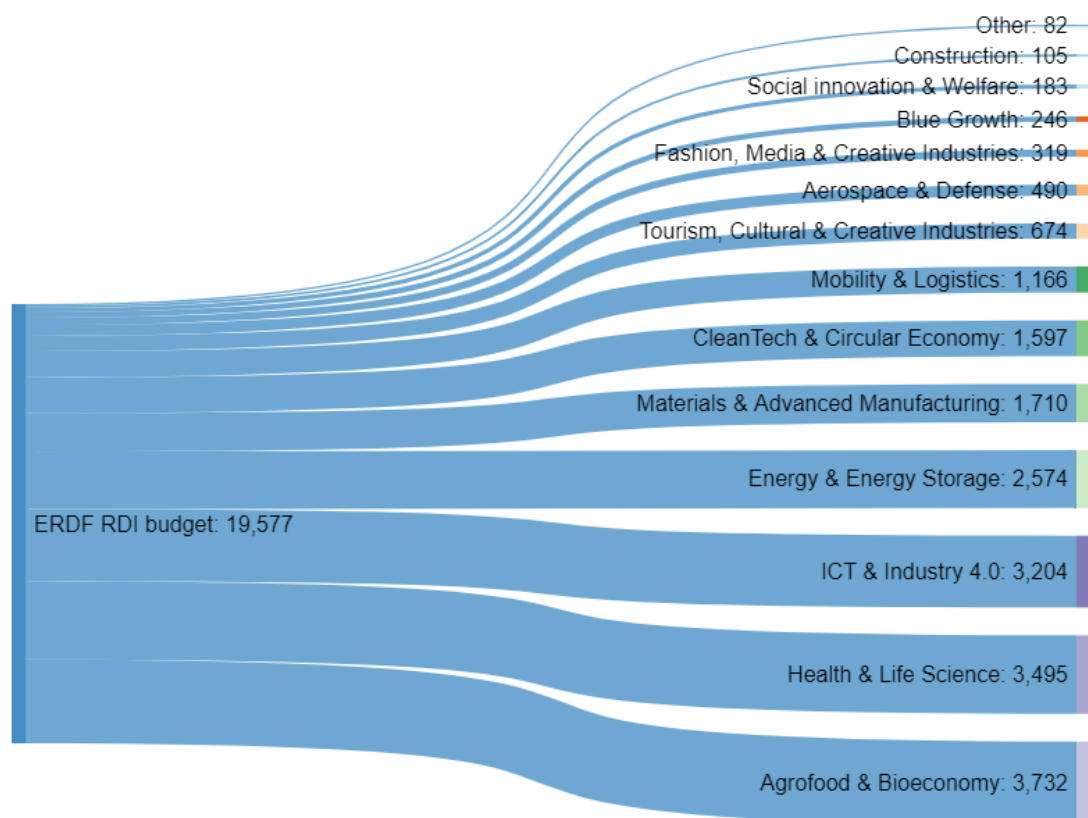 Other: 82
Construction: 105
Social innovation & Welfare: 183
Blue Growth: 246
Fashion, Media & Creative Industries: 319
Aerospace & Defense: 490
Tourism, Cultural & Creative Industries: 674
Mobility & Logistics: 1,166
CleanTech & Circular Economy: 1,597
Materials & Advanced Manufacturing: 1,710
Energy & Energy Storage: 2,574
ERDF RDI budget: 19,577
ICT & Industry 4.0: 3,204
Health & Life Science: 3,495
Agrofood & Bioeconomy: 3,732